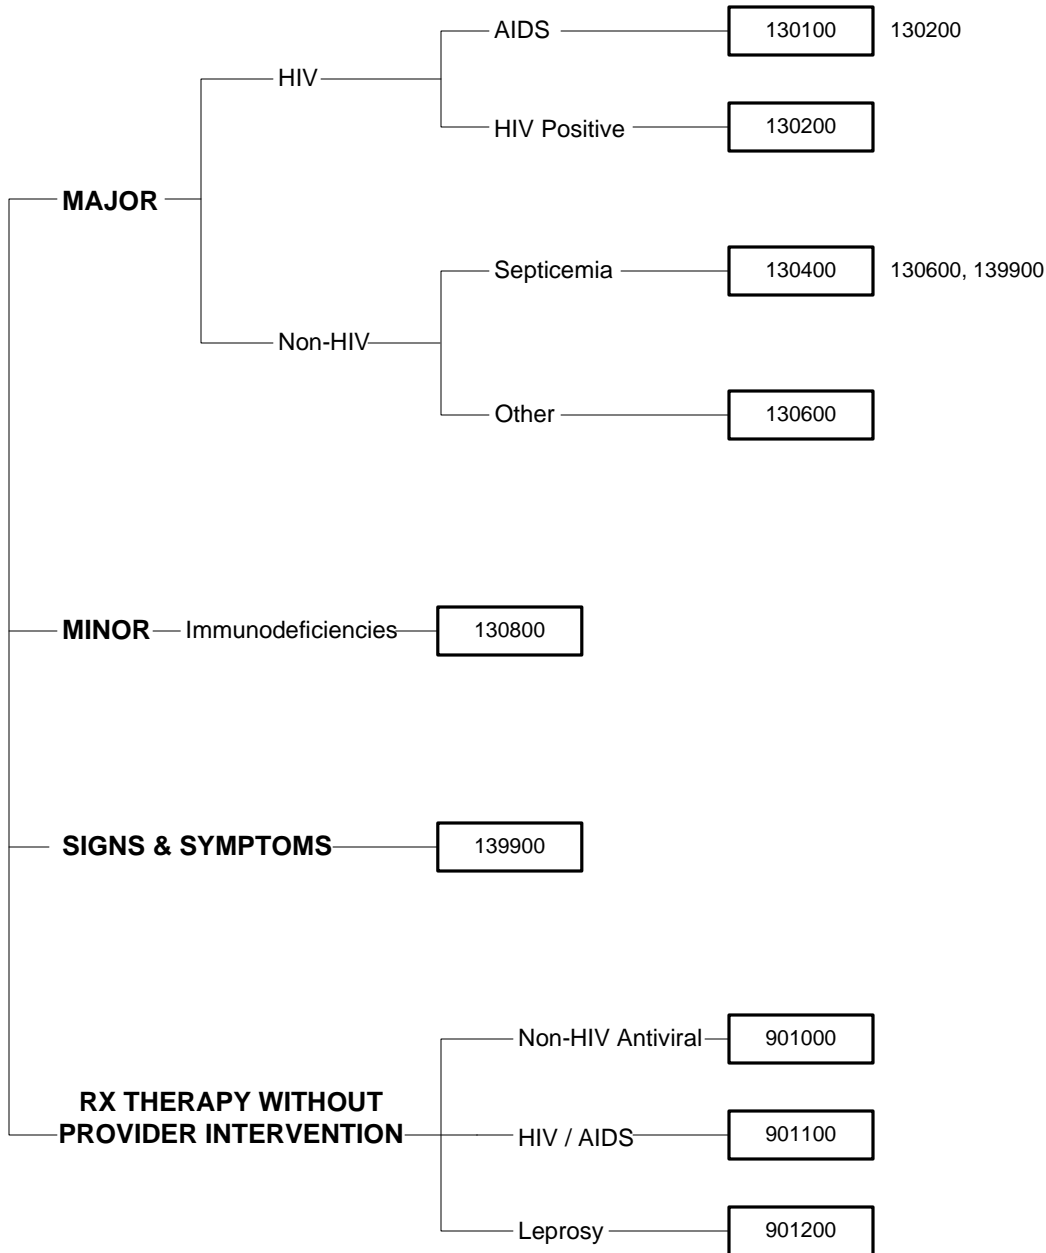 AIDS 130100 130200
HIV
HIV Positive 130200
MAJOR
Septicemia 130400 130600, 139900
Non-HIV
Other 130600
MINOR Immunodeficiencies 130800
SIGNS & SYMPTOMS 139900
Non-HIV Antiviral 901000
RX THERAPY WITHOUT
PROVIDER INTERVENTION
HIV / AIDS 901100
Leprosy 901200